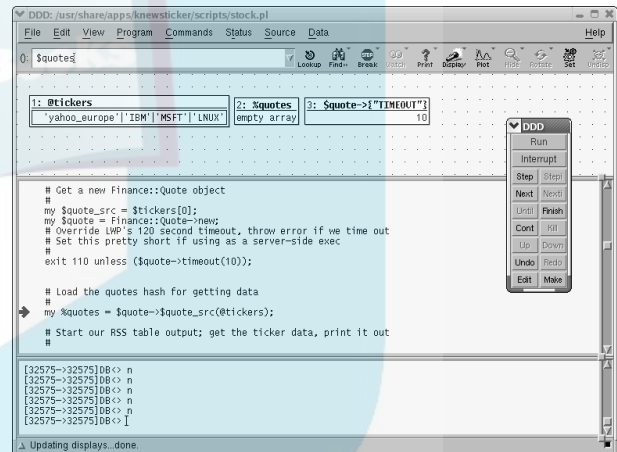 DDD: /usr/share/apps/knewsticker/scripts/stock.pl
File Edit View Program Commands Status Source Data Help
(): $quotes
Lookup Find» Break Watch Print Display Plot Hide Rotate Set Undisp
1: @tickers
'yahoo_europe'|'IBM'|'MSFT'|'LNUX'
2: %quotes
empty array
3: $quote->{"TIMEOUT"}
10
DDD
Run
Interrupt
Step Stepi
Next Nexti
Until Finish
Cont Kill
Up Down
Undo Redo
Edit Make
# Get a new Finance::Quote object
#
my $quote_src = $tickers[0];
my $quote = Finance::Quote->new;
# Override LWP's 120 second timeout, throw error if we time out
# Set this pretty short if using as a server-side exec
#
exit 110 unless ($quote->timeout(10));
# Load the quotes hash for getting data
#
my %quotes = $quote->$quote_src(@tickers);
# Start our RSS table output; get the ticker data, print it out
#
[32575->32575]DB<> n
[32575->32575]DB<> n
[32575->32575]DB<> n
[32575->32575]DB<> n
[32575->32575]DB<> n
[32575->32575]DB<>
Updating displays...done.